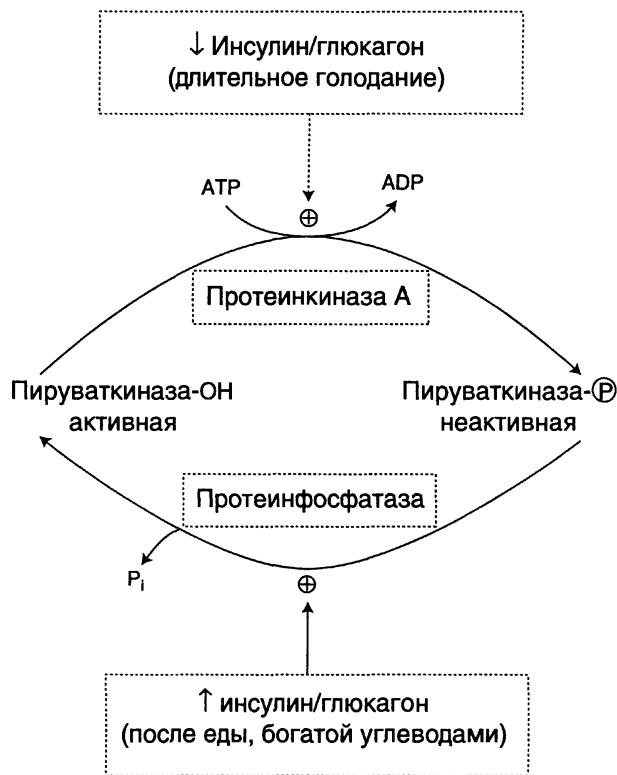 ↓ Инсулин/глюкагон
(длительное голодание)
ATP
ADP
⊕
Протеинкиназа А
Пируваткиназа-ОН
активная
Пируваткиназа-Ⓟ
неактивная
Протеинфосфатаза
Pi
⊕
↑ инсулин/глюкагон
(после еды, богатой углеводами)